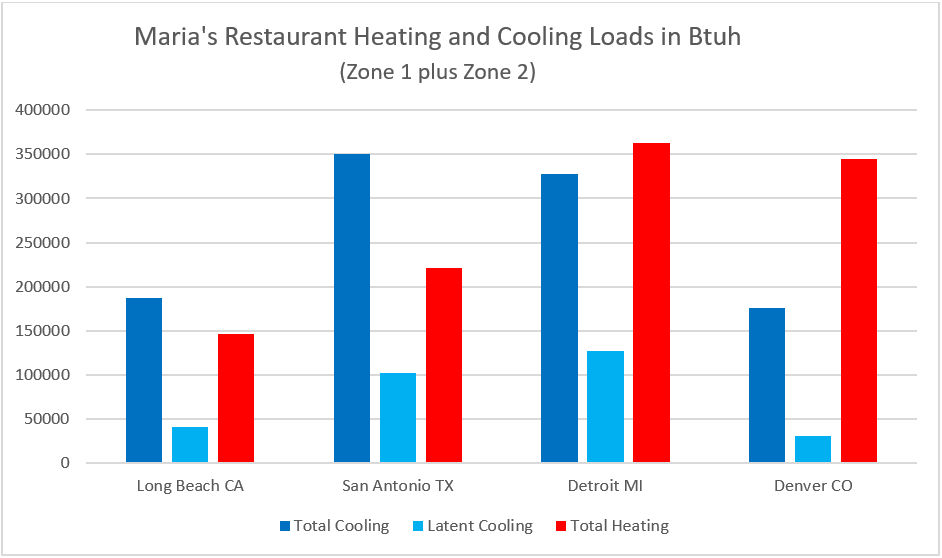 Maria's Restaurant Heating and Cooling Loads in Btuh
(Zone 1 plus Zone 2)
400000
350000
300000
250000
200000
150000
100000
50000
0
Long Beach CA San Antonio TX Detroit MI Denver CO
Total Cooling Latent Cooling Total Heating